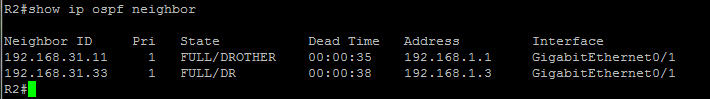 R2#show ip ospf neighbor
Neighbor ID     Pri   State           Dead Time   Address         Interface
192.168.31.11     1   FULL/DROTHER    00:00:35    192.168.1.1     GigabitEthernet0/1
192.168.31.33     1   FULL/DR         00:00:38    192.168.1.3     GigabitEthernet0/1
R2#